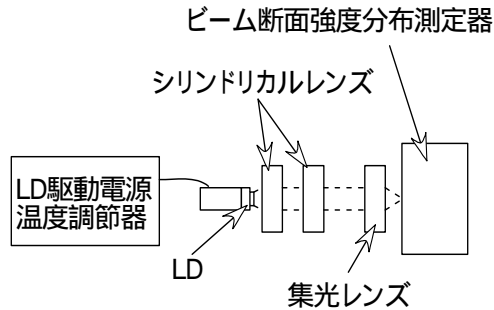 ビーム断面強度分布測定器
シリンドリカルレンズ
LD駆動電源
温度調節器
LD
集光レンズ